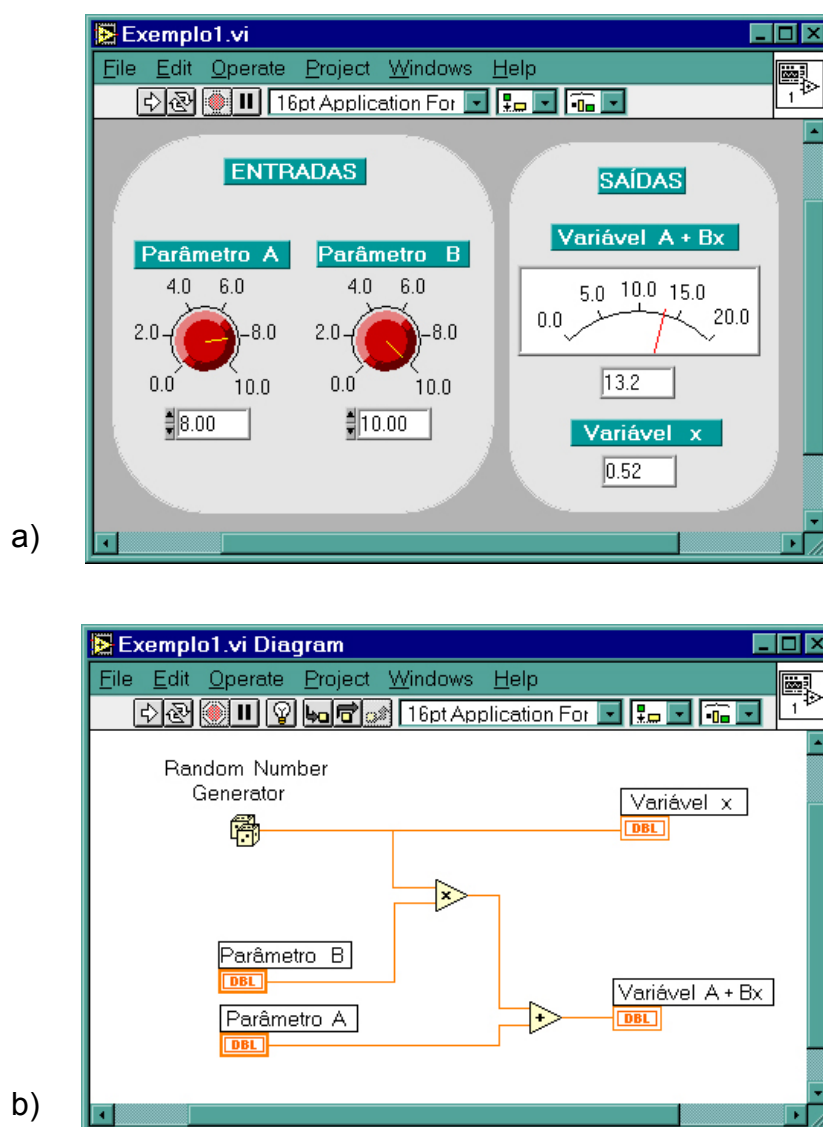 Exemplo1.vi
File Edit Operate Project Windows Help
16pt Application For
1
ENTRADAS
SAÍDAS
Parâmetro A
Parâmetro B
Variável A + Bx
4.0 6.0
4.0 6.0
5.0 10.0 15.0
0.0 20.0
2.0 8.0
2.0 8.0
0.0 10.0
0.0 10.0
13.2
8.00
10.00
Variável x
0.52
a)
Exemplo1.vi Diagram
File Edit Operate Project Windows Help
16pt Application For
1
Random Number
Generator
Variável x
DBL
x
Parâmetro B
DBL
Variável A + Bx
DBL
+
Parâmetro A
DBL
b)